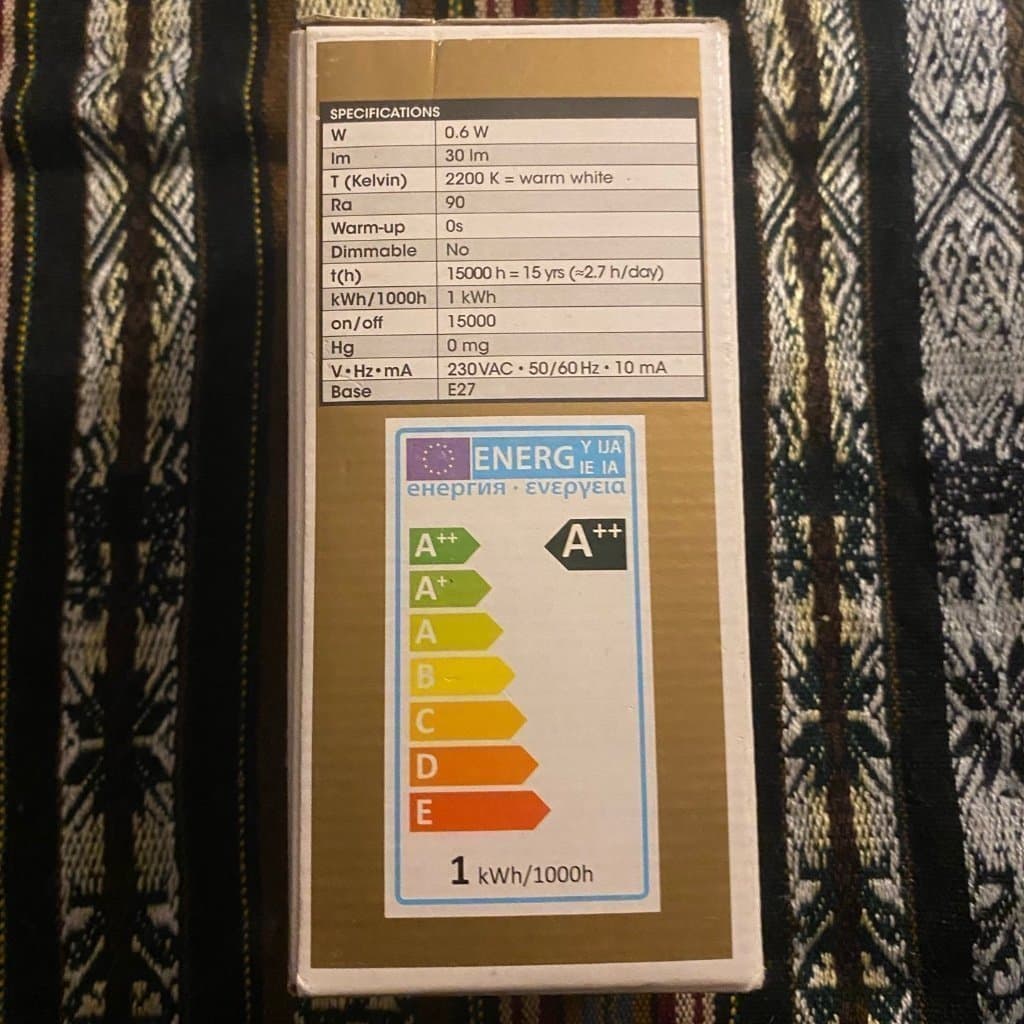 SPECIFICATIONS
W 0.6 W
lm 30 lm
T (Kelvin) 2200 K = warm white
Ra 90
Warm-up 0s
Dimmable No
t(h) 15000 h = 15 yrs (≈2.7 h/day)
kWh/1000h 1 kWh
on/off 15000
Hg 0 mg
V•Hz•mA 230 VAC • 50/60 Hz • 10 mA
Base E27
ENERG Y IJA
IE IA
енергия · ενεργεια
A++ A++
A+
A
B
C
D
E
1 kWh/1000h